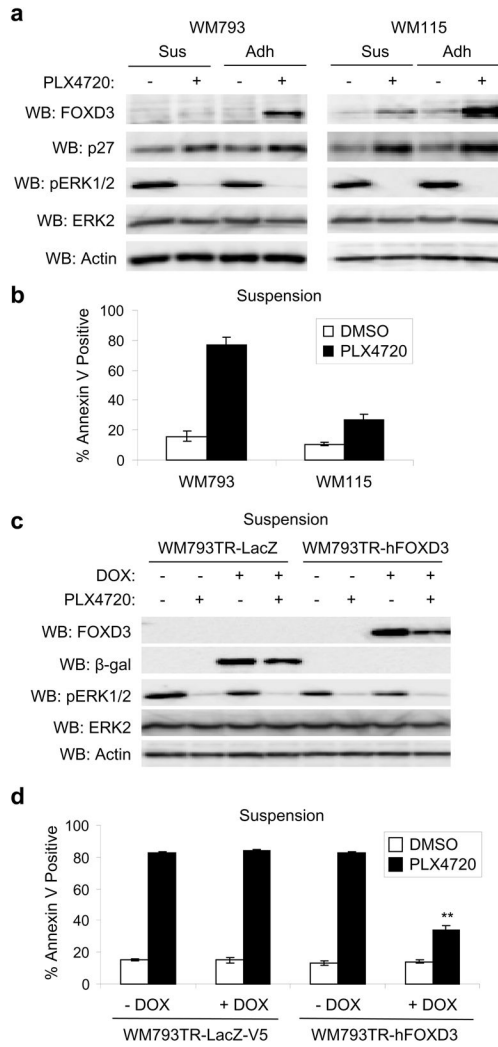 a
WM793 WM115
Sus Adh Sus Adh
PLX4720: - + - + - + - +
WB: FOXD3
WB: p27
WB: pERK1/2
WB: ERK2
WB: Actin
b
Suspension
% Annexin V Positive
100
80
60
40
20
0
DMSO
PLX4720
WM793 WM115
c
Suspension
WM793TR-LacZ WM793TR-hFOXD3
DOX: - - + + - - + +
PLX4720: - + - + - + - +
WB: FOXD3
WB: β-gal
WB: pERK1/2
WB: ERK2
WB: Actin
d
Suspension
% Annexin V Positive
100
80
60
40
20
0
DMSO
PLX4720
**
- DOX + DOX - DOX + DOX
WM793TR-LacZ-V5 WM793TR-hFOXD3